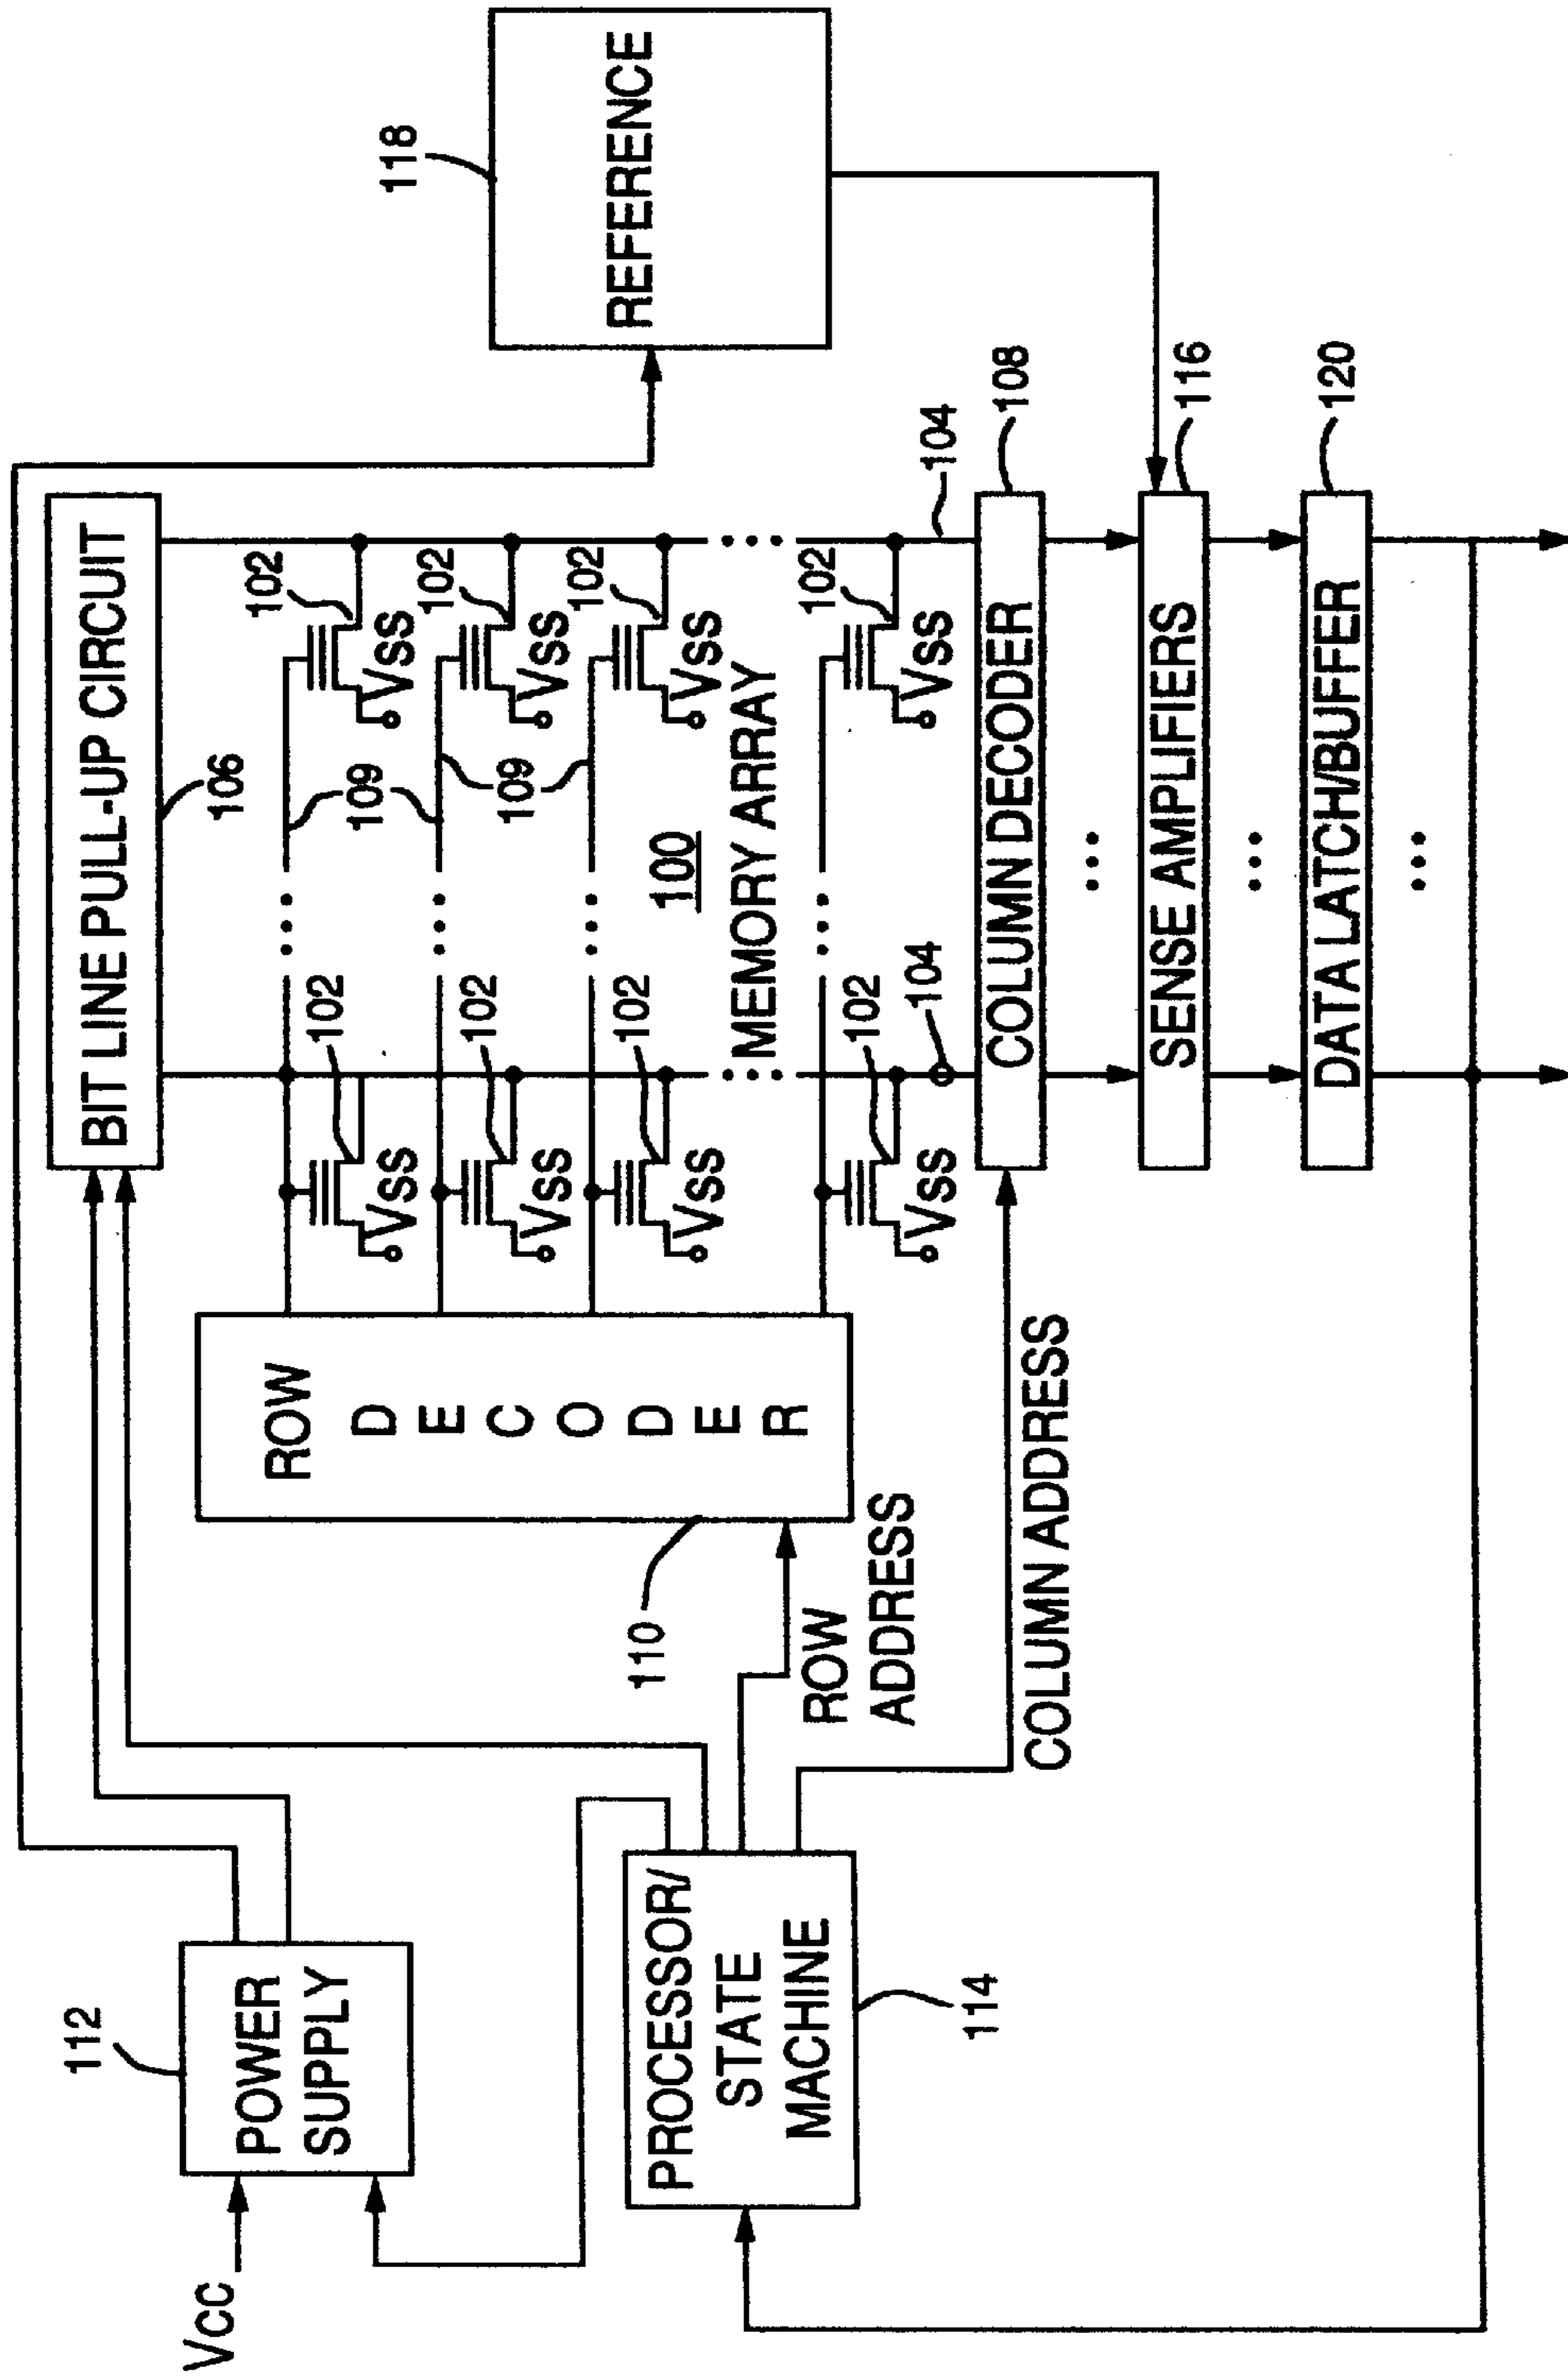 BIT LINE PULL-UP CIRCUIT
106
118
REFERENCE
112
POWER
SUPPLY
VCC
ROW
D
E
C
O
D
E
R
110
102
102
VSS
VSS
109
102
102
VSS
VSS
109
102
102
VSS
VSS
100
MEMORY ARRAY
102
102
VSS
VSS
104
104
PROCESSOR/
STATE
MACHINE
114
ROW
ADDRESS
COLUMN ADDRESS
COLUMN DECODER
108
SENSE AMPLIFIERS
116
DATA LATCH/BUFFER
120